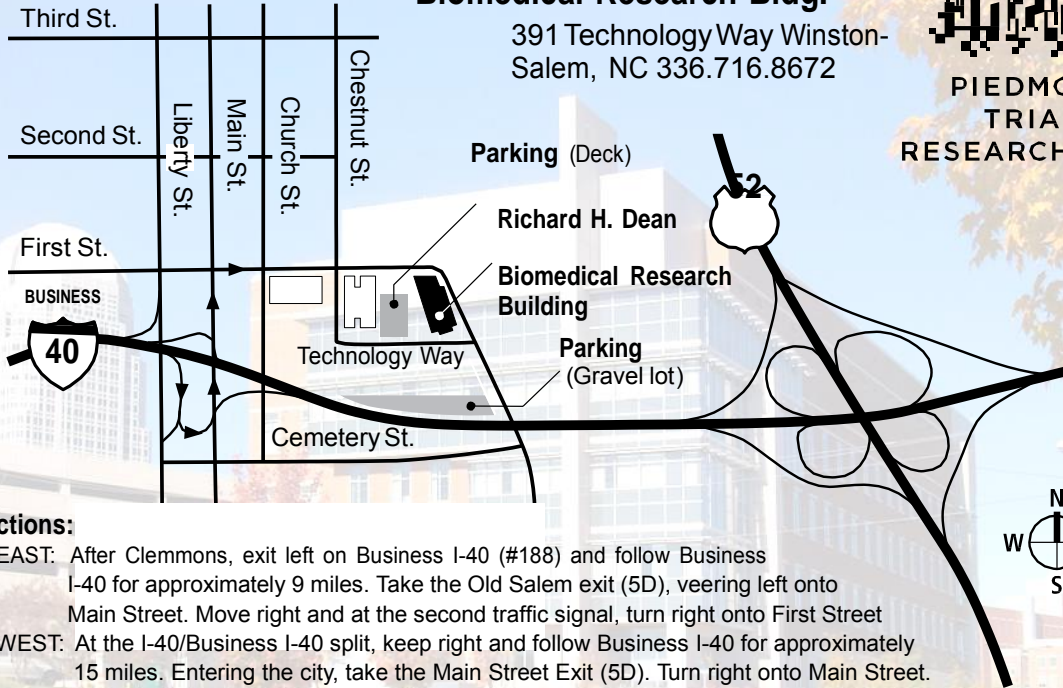 Biomedical Research Bldg.
391 Technology Way Winston-
Salem, NC 336.716.8672
PIEDMO
TRIA
RESEARCH
Third St.
Second St.
First St.
Liberty St.
Main St.
Church St.
Chestnut St.
Parking (Deck)
Richard H. Dean
Biomedical Research
Building
Parking
(Gravel lot)
52
BUSINESS
40
Technology Way
Cemetery St.
N
W
S
ctions:
EAST: After Clemmons, exit left on Business I-40 (#188) and follow Business
I-40 for approximately 9 miles. Take the Old Salem exit (5D), veering left onto
Main Street. Move right and at the second traffic signal, turn right onto First Street
WEST: At the I-40/Business I-40 split, keep right and follow Business I-40 for approximately
15 miles. Entering the city, take the Main Street Exit (5D). Turn right onto Main Street.